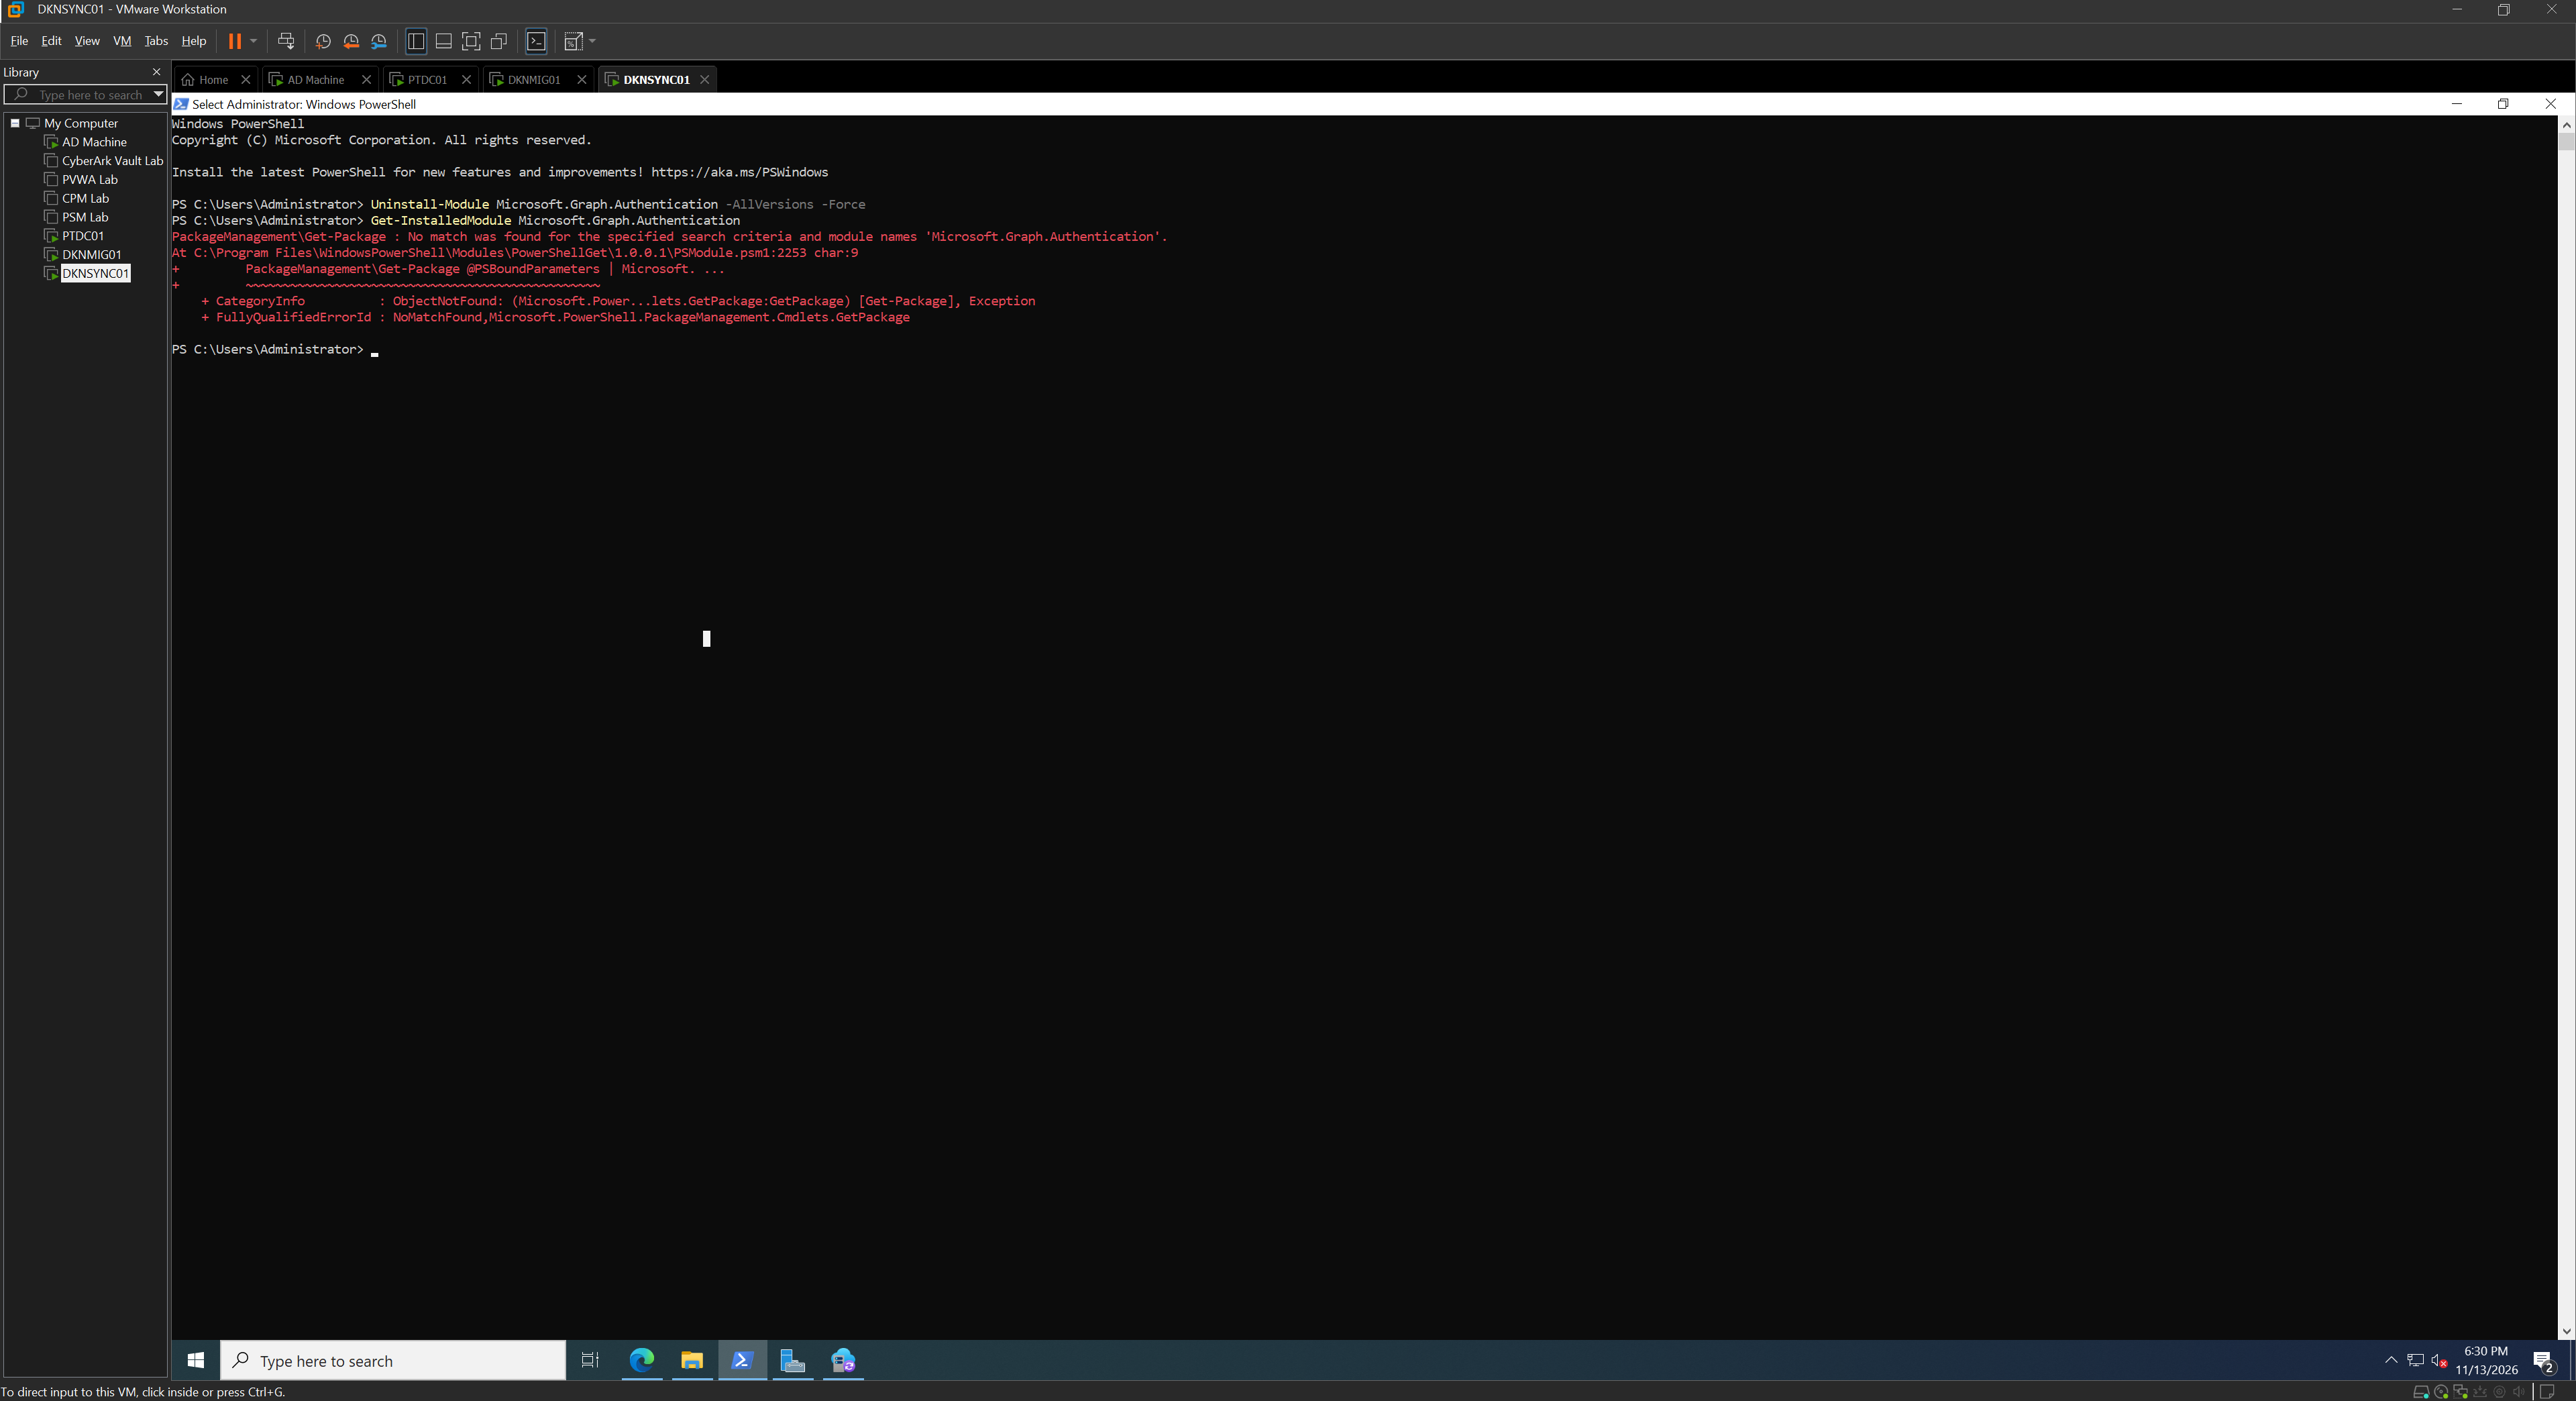 DKNSYNC01 - VMware Workstation
File Edit View VM Tabs Help
Library
Type here to search
My Computer
AD Machine
CyberArk Vault Lab
PVWA Lab
CPM Lab
PSM Lab
PTDC01
DKNMIG01
DKNSYNC01
Home AD Machine PTDC01 DKNMIG01 DKNSYNC01
Select Administrator: Windows PowerShell
Windows PowerShell
Copyright (C) Microsoft Corporation. All rights reserved.
Install the latest PowerShell for new features and improvements! https://aka.ms/PSWindows
PS C:\Users\Administrator> Uninstall-Module Microsoft.Graph.Authentication -AllVersions -Force
PS C:\Users\Administrator> Get-InstalledModule Microsoft.Graph.Authentication
PackageManagement\Get-Package : No match was found for the specified search criteria and module names 'Microsoft.Graph.Authentication'.
At C:\Program Files\WindowsPowerShell\Modules\PowerShellGet\1.0.0.1\PSModule.psm1:2253 char:9
+         PackageManagement\Get-Package @PSBoundParameters | Microsoft. ...
+         ~~~~~~~~~~~~~~~~~~~~~~~~~~~~~~~~~~~~~~~~~~~~~~~~
    + CategoryInfo          : ObjectNotFound: (Microsoft.Power...lets.GetPackage:GetPackage) [Get-Package], Exception
    + FullyQualifiedErrorId : NoMatchFound,Microsoft.PowerShell.PackageManagement.Cmdlets.GetPackage
PS C:\Users\Administrator>
Type here to search
6:30 PM
11/13/2026
2
To direct input to this VM, click inside or press Ctrl+G.